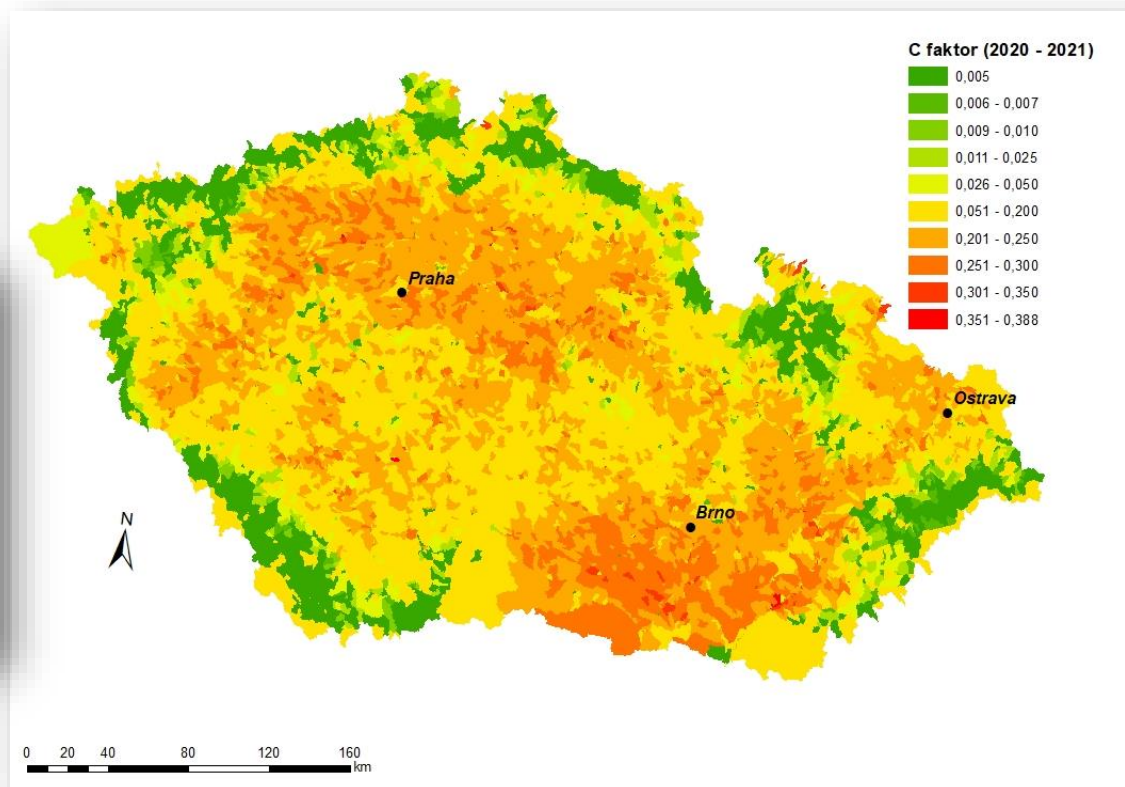 C faktor (2020 - 2021)
0,005
0,006 - 0,007
0,009 - 0,010
0,011 - 0,025
0,026 - 0,050
0,051 - 0,200
0,201 - 0,250
0,251 - 0,300
0,301 - 0,350
0,351 - 0,388
Praha
Ostrava
Brno
N
0 20 40 80 120 160
km